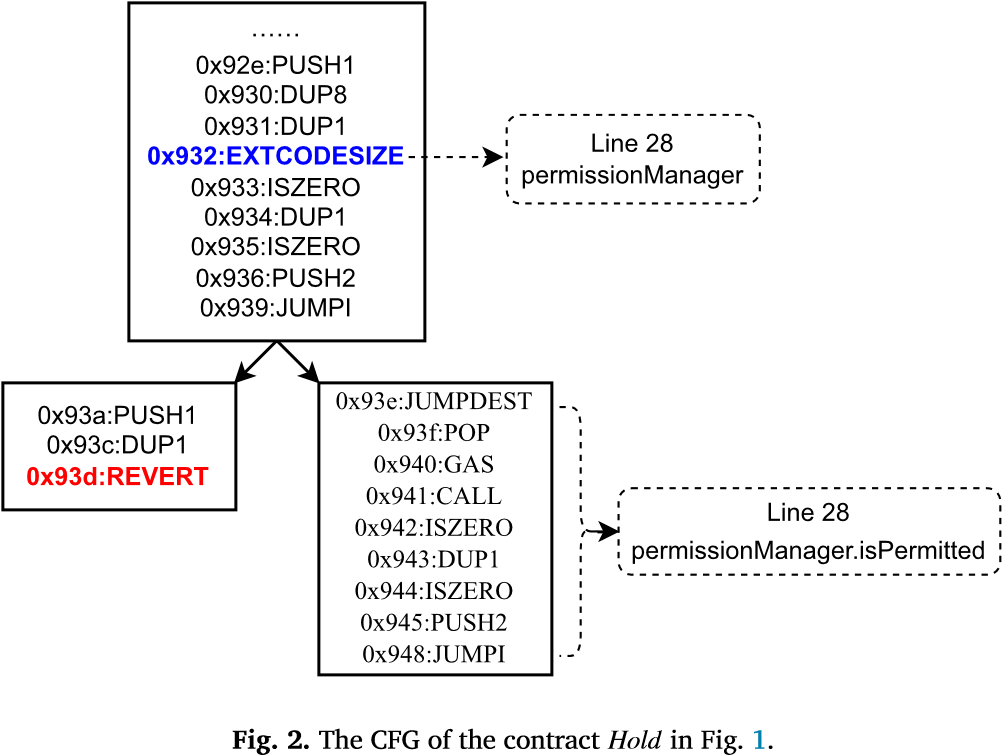 ......
0x92e:PUSH1
0x930:DUP8
0x931:DUP1
0x932:EXTCODESIZE
0x933:ISZERO
0x934:DUP1
0x935:ISZERO
0x936:PUSH2
0x939:JUMPI
Line 28
permissionManager
0x93a:PUSH1
0x93c:DUP1
0x93d:REVERT
0x93e:JUMPDEST
0x93f:POP
0x940:GAS
0x941:CALL
0x942:ISZERO
0x943:DUP1
0x944:ISZERO
0x945:PUSH2
0x948:JUMPI
Line 28
permissionManager.isPermitted
Fig. 2. The CFG of the contract Hold in Fig. 1.